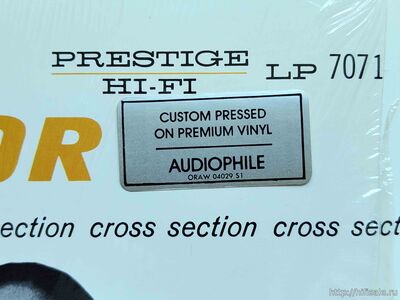 PRESTIGE
HI-FI
LP 7071
CUSTOM PRESSED
ON PREMIUM VINYL
AUDIOPHILE
ORAW 04029 S1
OR
section cross section cross sect
http://hifisale.ru